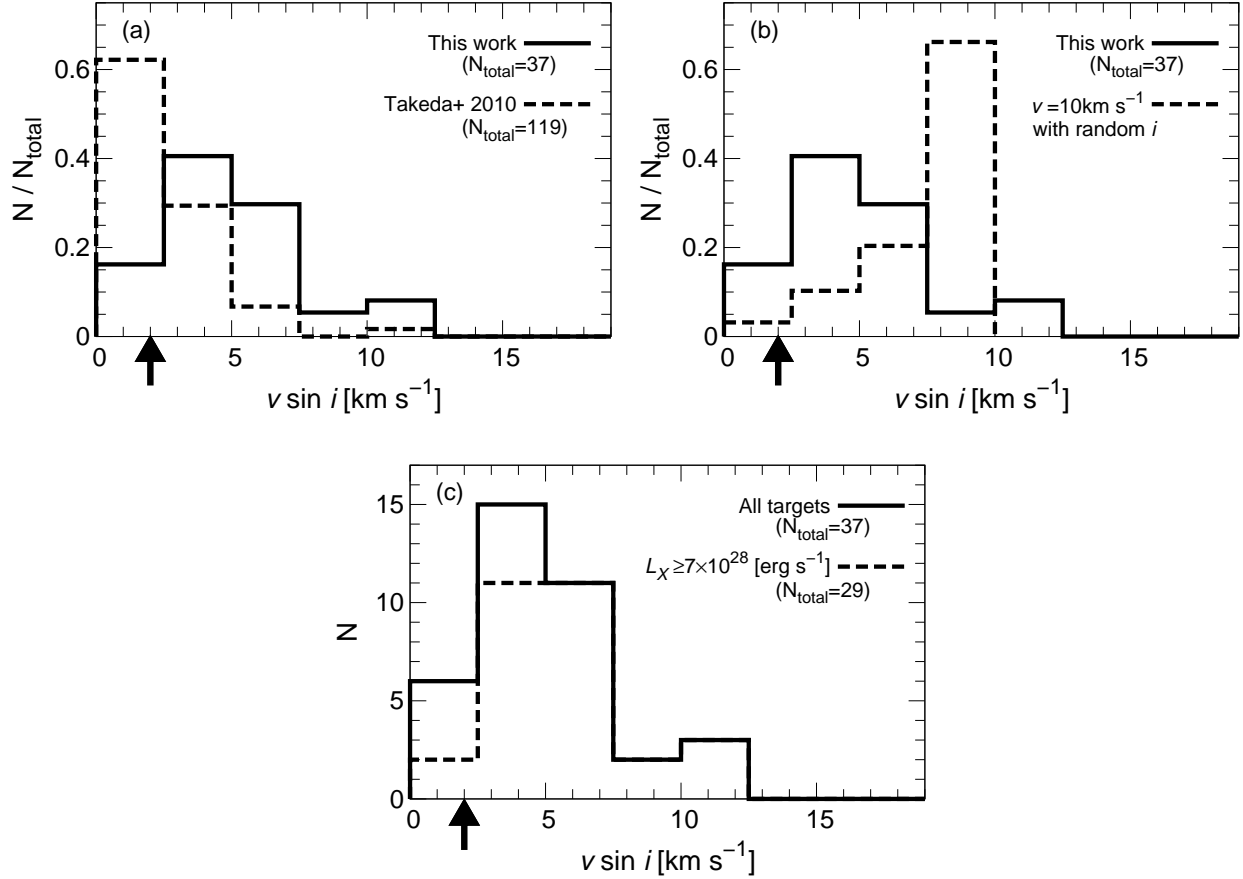 (a)
This work
(N_total=37)
Takeda+ 2010
(N_total=119)
N / N_total
0.6
0.4
0.2
0
0 5 10 15
v sin i [km s⁻¹]
(b)
This work
(N_total=37)
v =10km s⁻¹
with random i
N / N_total
0.6
0.4
0.2
0
0 5 10 15
v sin i [km s⁻¹]
(c)
All targets
(N_total=37)
L_X ≥7×10²⁸ [erg s⁻¹]
(N_total=29)
N
15
10
5
0
0 5 10 15
v sin i [km s⁻¹]